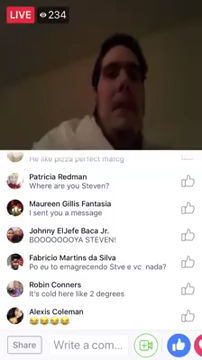 LIVE 234
He like pizza perfect matcg
Patricia Redman
Where are you Steven?
Maureen Gillis Fantasia
I sent you a message
Johnny ElJefe Baca Jr.
BOOOOOOOYA STEVEN!
Fabricio Martins da Silva
Po eu to emagrecendo Stve e vc nada?
Robin Conners
It's cold here like 2 degrees
Alexis Coleman
😂😂😂😂
Share Write a com...